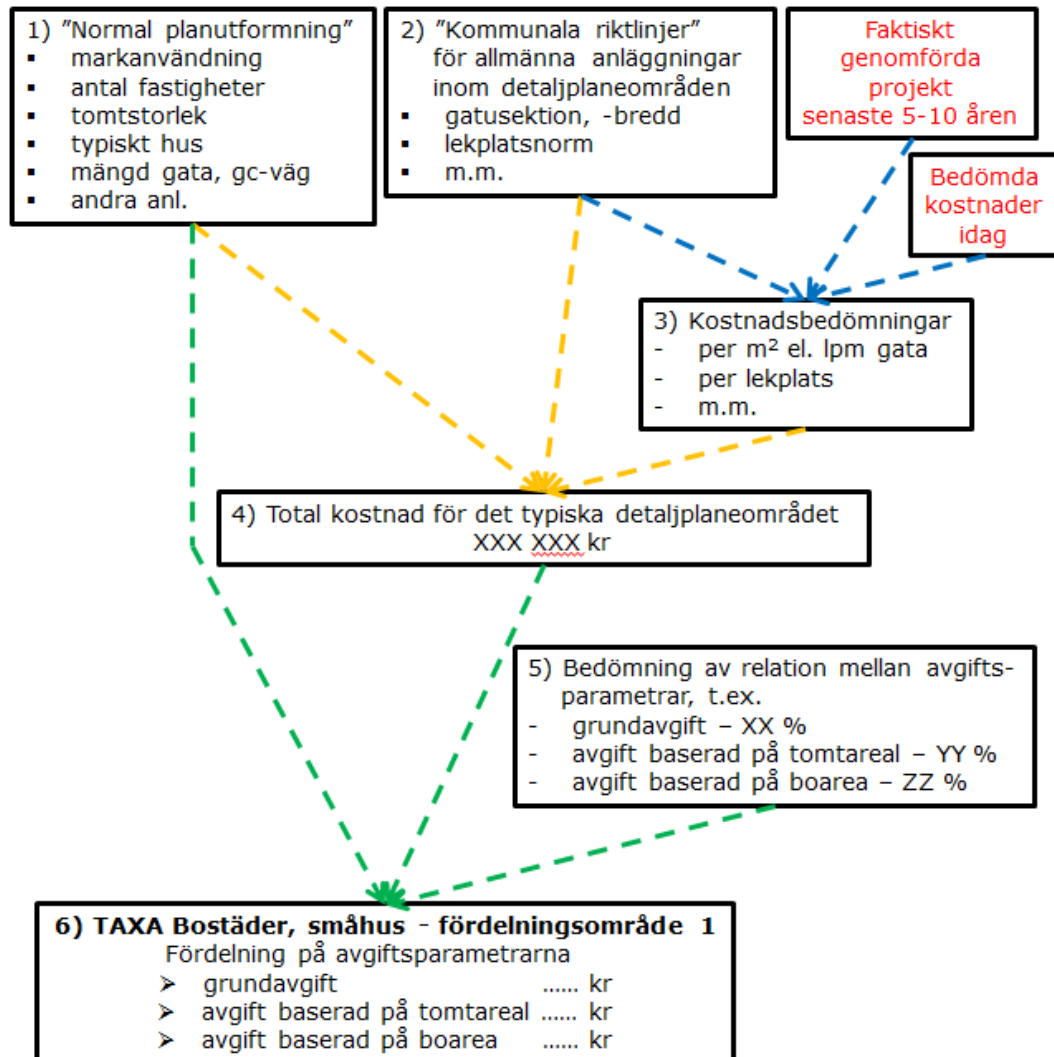 1) ”Normal planutformning”
▪ markanvändning
▪ antal fastigheter
▪ tomtstorlek
▪ typiskt hus
▪ mängd gata, gc-väg
▪ andra anl.
2) ”Kommunala riktlinjer”
för allmänna anläggningar
inom detaljplaneområden
▪ gatusektion, -bredd
▪ lekplatsnorm
▪ m.m.
Faktiskt
genomförda
projekt
senaste 5-10 åren
Bedömda
kostnader
idag
3) Kostnadsbedömningar
- per m² el. lpm gata
- per lekplats
- m.m.
4) Total kostnad för det typiska detaljplaneområdet
XXX XXX kr
5) Bedömning av relation mellan avgifts-
parametrar, t.ex.
- grundavgift – XX %
- avgift baserad på tomtareal – YY %
- avgift baserad på boarea – ZZ %
6) TAXA Bostäder, småhus - fördelningsområde 1
Fördelning på avgiftsparametrarna
➢ grundavgift ...... kr
➢ avgift baserad på tomtareal ...... kr
➢ avgift baserad på boarea ...... kr